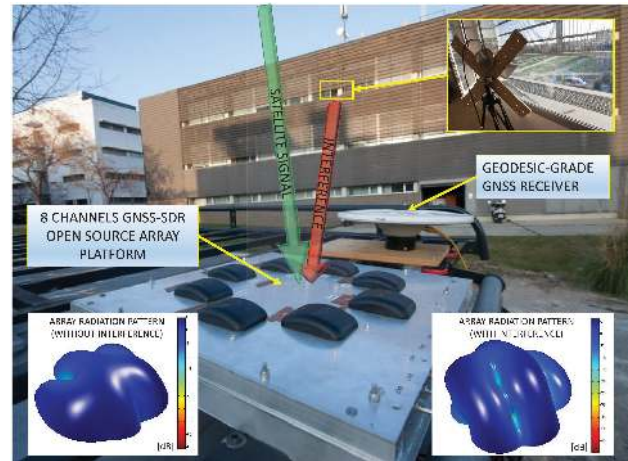 SATELLITE SIGNAL
INTERFERENCE
GEODESIC-GRADE
GNSS RECEIVER
8 CHANNELS GNSS-SDR
OPEN SOURCE ARRAY
PLATFORM
ARRAY RADIATION PATTERN
(WITHOUT INTERFERENCE)
[dB]
ARRAY RADIATION PATTERN
(WITH INTERFERENCE)
[dB]